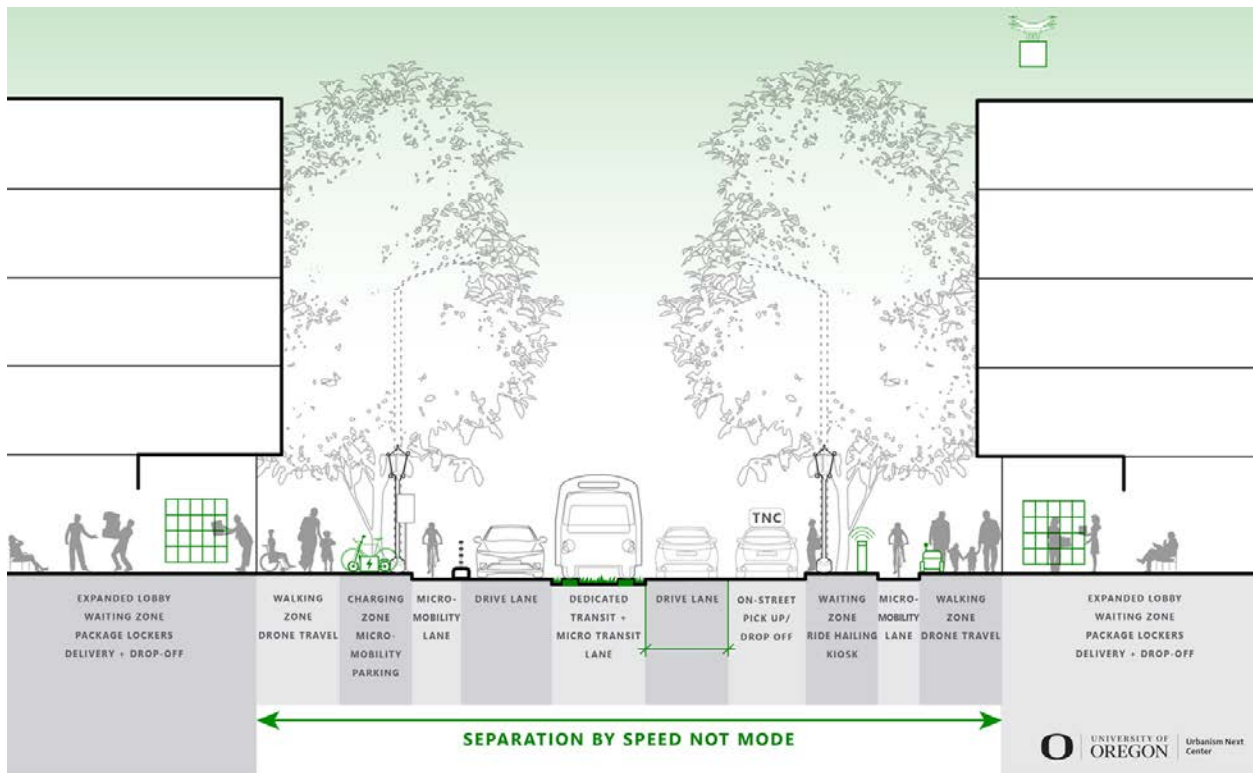 TNC
EXPANDED LOBBY
WAITING ZONE
PACKAGE LOCKERS
DELIVERY + DROP-OFF
WALKING
ZONE
DRONE TRAVEL
CHARGING
ZONE
MICRO-
MOBILITY
PARKING
MICRO-
MOBILITY
LANE
DRIVE LANE
DEDICATED
TRANSIT +
MICRO TRANSIT
LANE
DRIVE LANE
ON-STREET
PICK UP/
DROP OFF
WAITING
ZONE
RIDE HAILING
KIOSK
MICRO-
MOBILITY
LANE
WALKING
ZONE
DRONE TRAVEL
EXPANDED LOBBY
WAITING ZONE
PACKAGE LOCKERS
DELIVERY + DROP-OFF
SEPARATION BY SPEED NOT MODE
O
UNIVERSITY OF
OREGON
Urbanism Next
Center